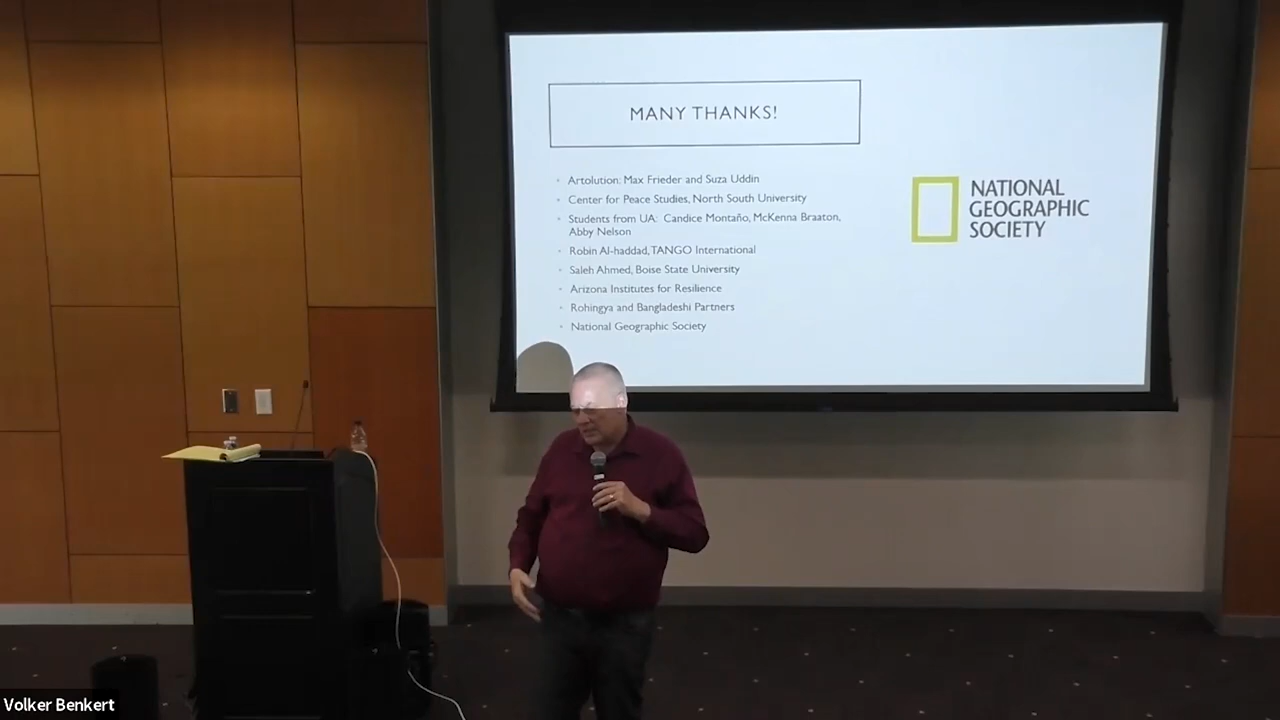 MANY THANKS!
Artolution: Max Frieder and Suza Uddin
Center for Peace Studies, North South University
Students from UA: Candice Montaño, McKenna Braaton,
Abby Nelson
Robin Al-haddad, TANGO International
Saleh Ahmed, Boise State University
Arizona Institutes for Resilience
Rohingya and Bangladeshi Partners
National Geographic Society
NATIONAL
GEOGRAPHIC
SOCIETY
Volker Benkert